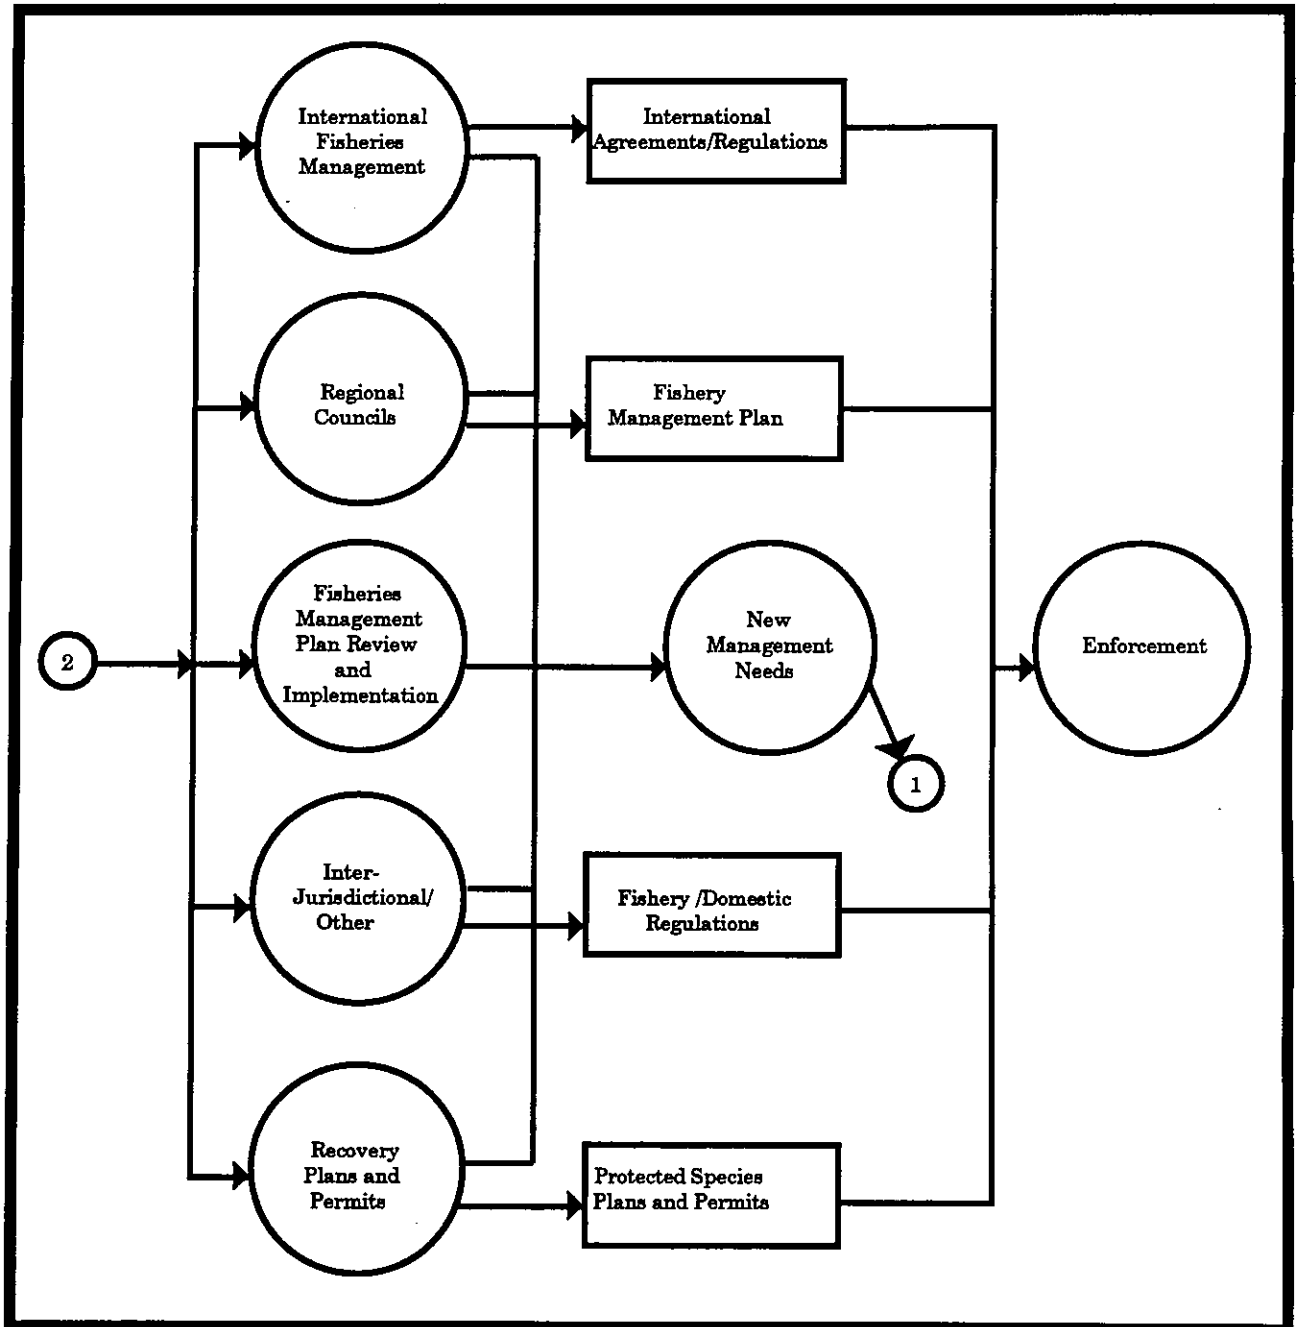 International
Fisheries
Management
International
Agreements/Regulations
Regional
Councils
Fishery
Management Plan
2
Fisheries
Management
Plan Review
and
Implementation
New
Management
Needs
1
Enforcement
Inter-
Jurisdictional/
Other
Fishery /Domestic
Regulations
Recovery
Plans and
Permits
Protected Species
Plans and Permits